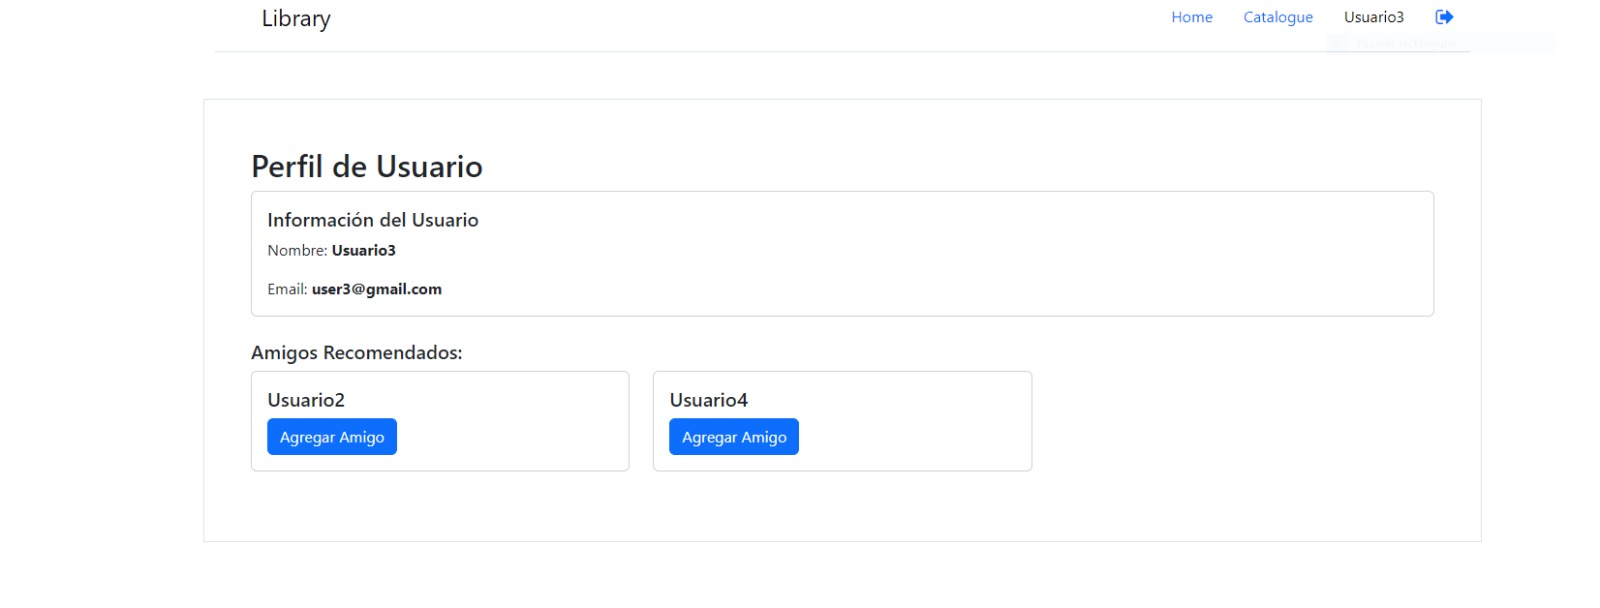 Library
Home Catalogue Usuario3
Perfil de Usuario
Información del Usuario
Nombre: Usuario3
Email: user3@gmail.com
Amigos Recomendados:
Usuario2
Agregar Amigo
Usuario4
Agregar Amigo